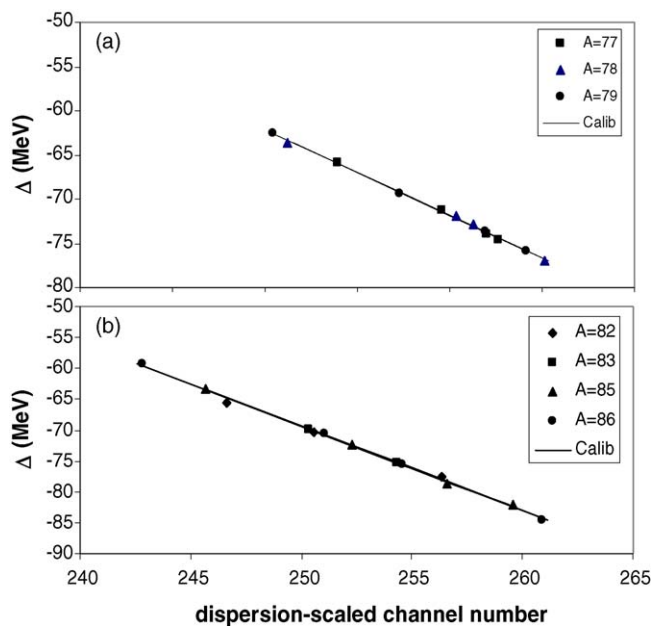 (a)
A=77
A=78
A=79
Calib
-50
-55
-60
-65
-70
-75
-80
Δ (MeV)
(b)
A=82
A=83
A=85
A=86
Calib
-50
-55
-60
-65
-70
-75
-80
-85
-90
Δ (MeV)
240 245 250 255 260 265
dispersion-scaled channel number